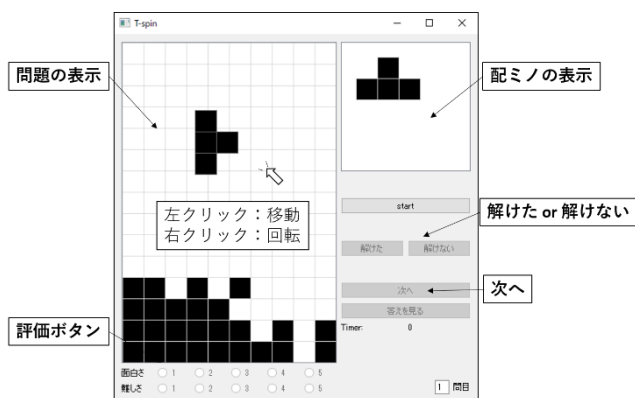 T-spin
問題の表示
配ミノの表示
左クリック：移動
右クリック：回転
start
解けた or 解けない
解けた
解けない
次へ
次へ
答えを見る
Timer: 0
評価ボタン
面白さ 1 2 3 4 5
難しさ 1 2 3 4 5
1 問目